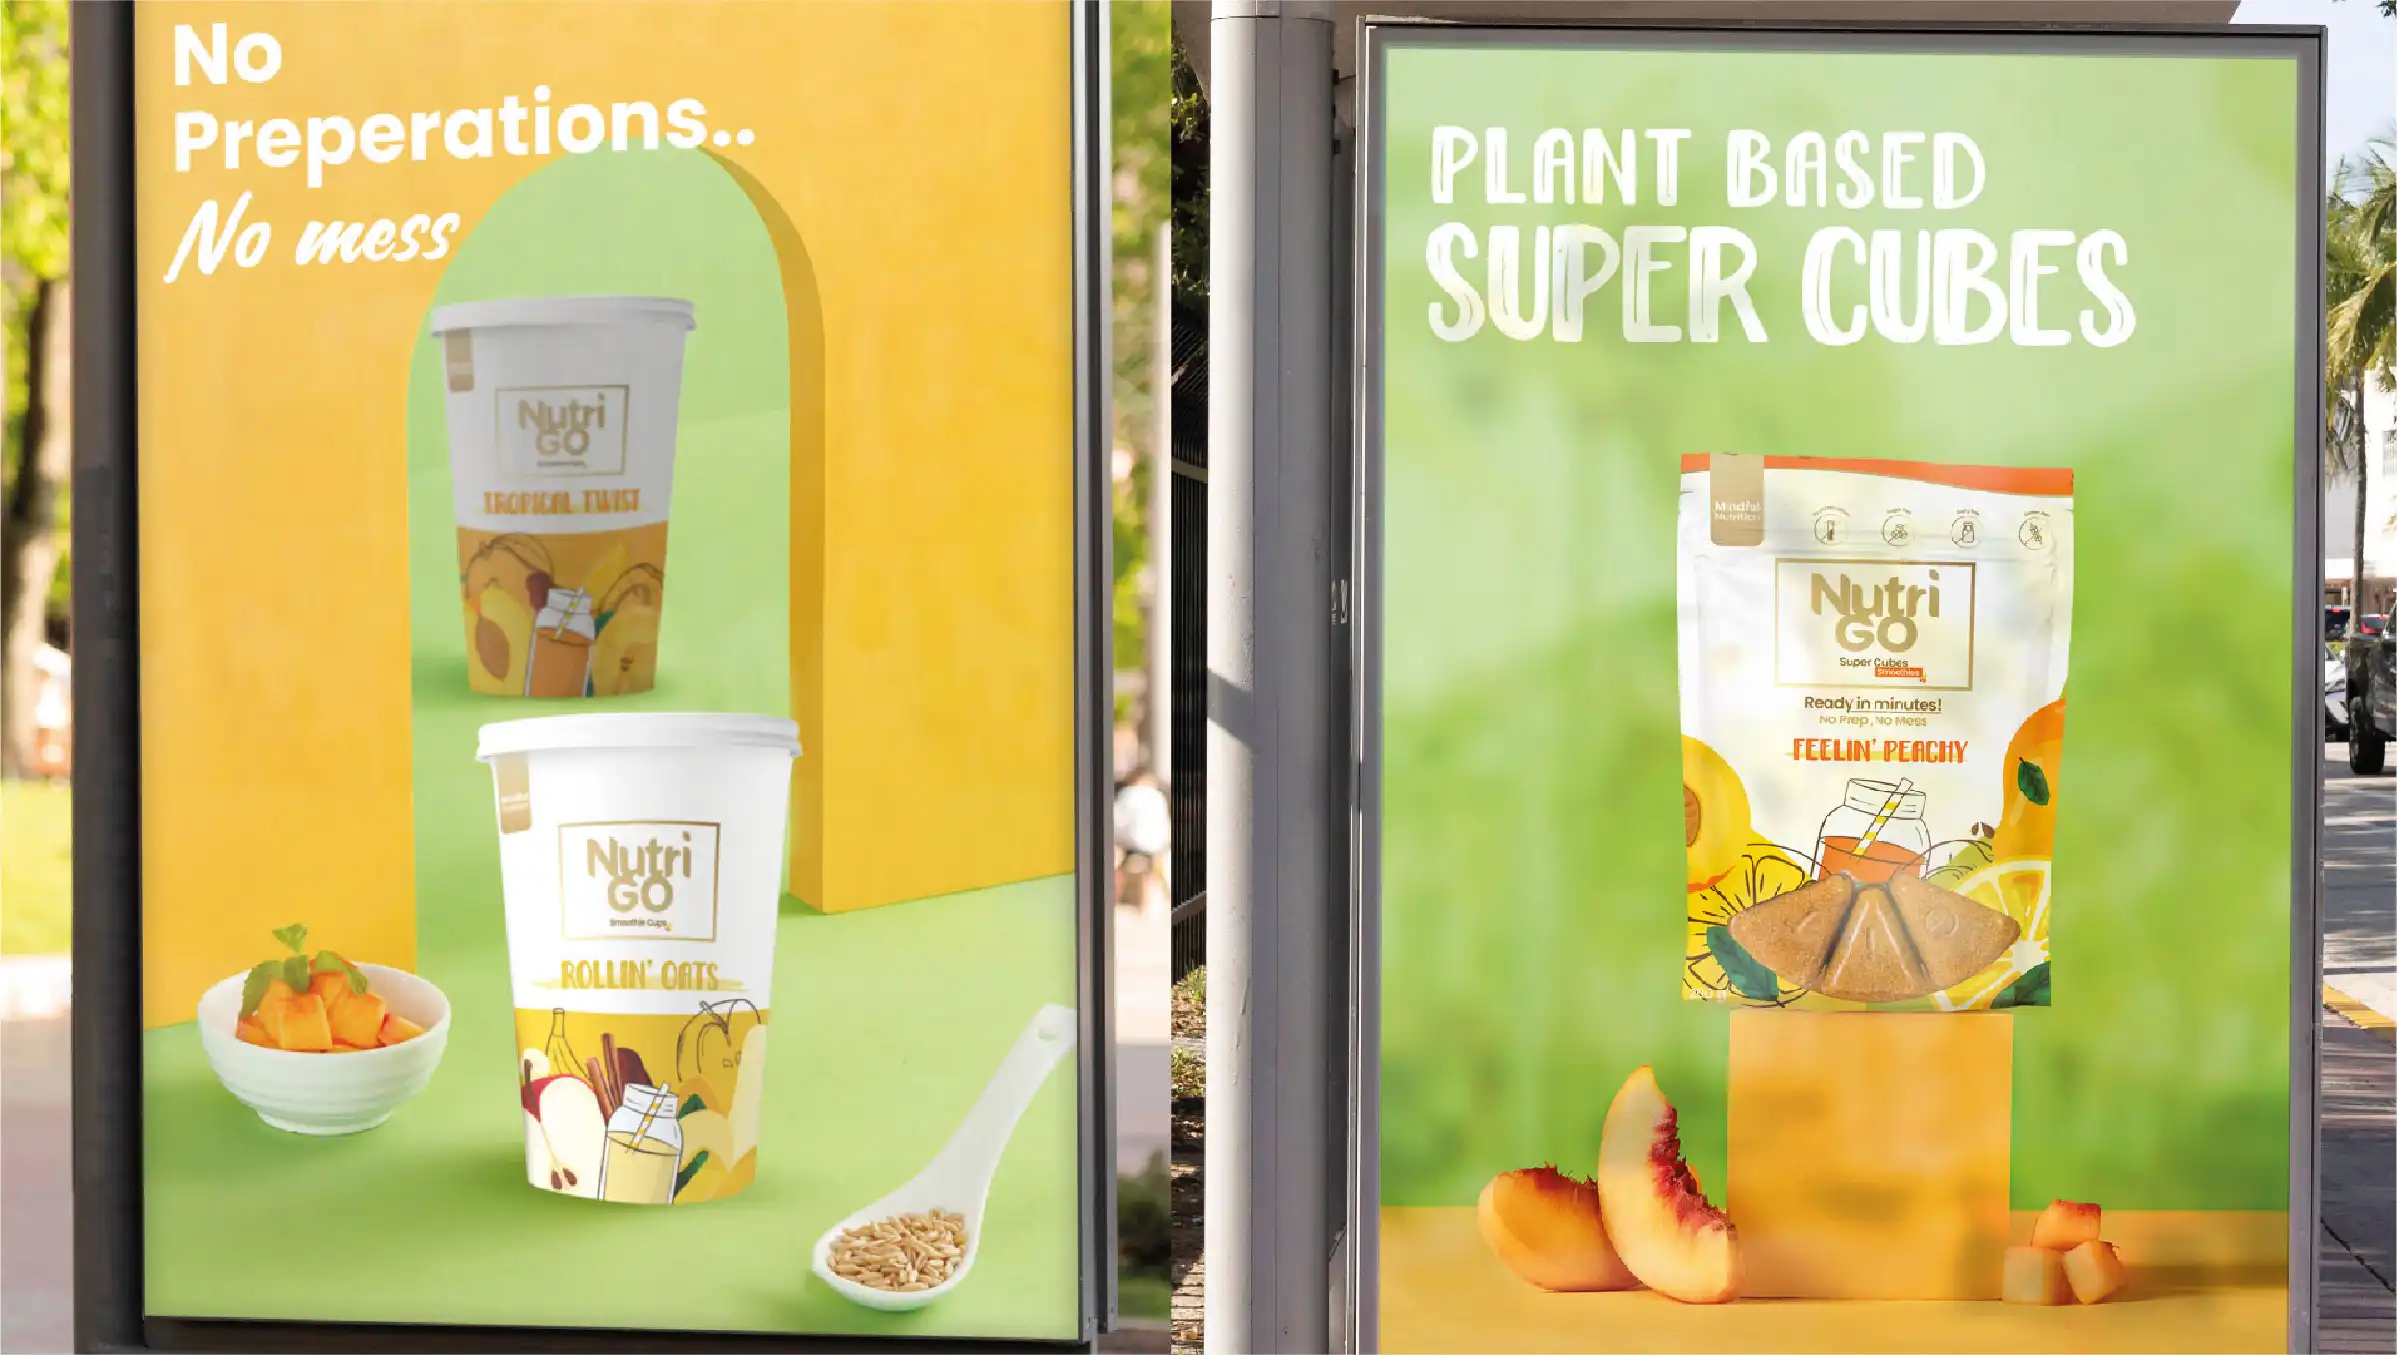 No
Preperations..
No mess
Nutri
GO
TROPICAL TWIST
Nutri
GO
Smoothie Cups
ROLLIN' OATS
PLANT BASED
SUPER CUBES
Mindful
Nutrition
Nutri
GO
Super Cubes
Smoothies
Ready in minutes!
No Prep, No Mess
FEELIN' PEACHY